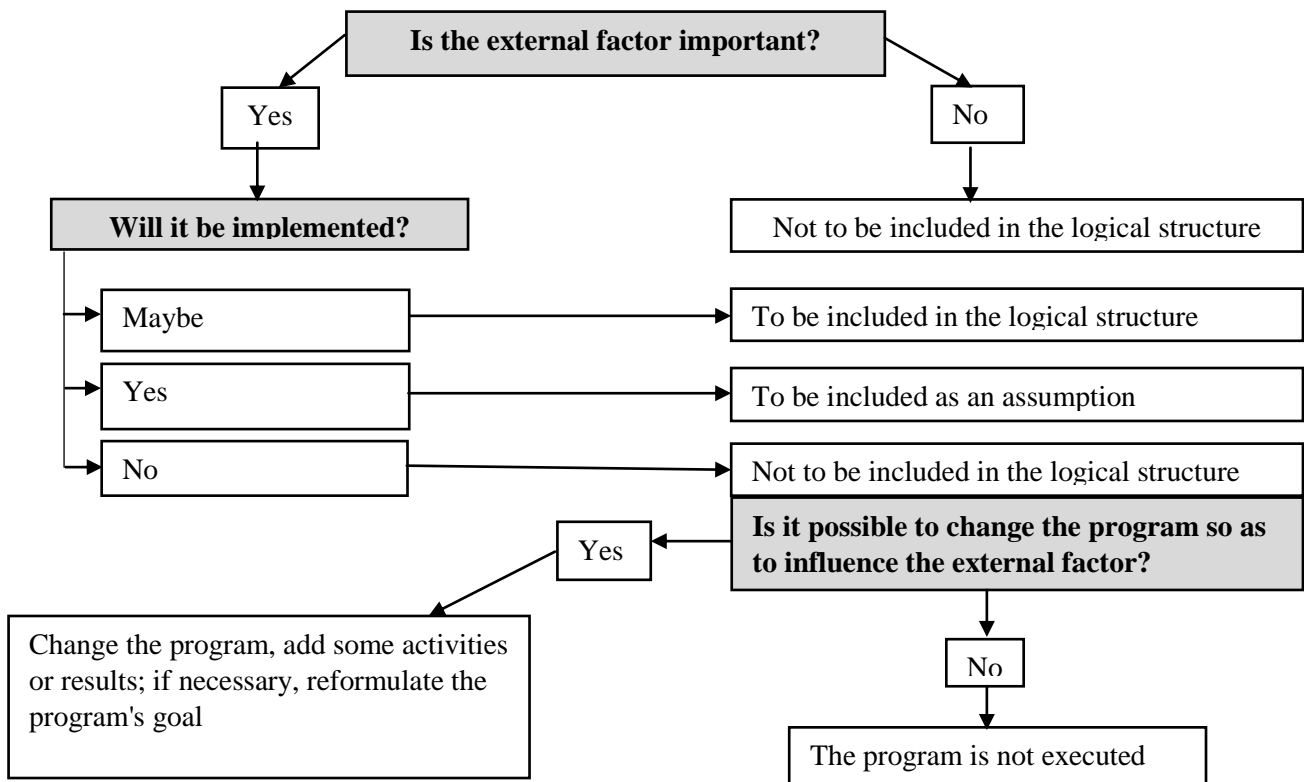 Is the external factor important?
Yes
No
Will it be implemented?
Not to be included in the logical structure
Maybe
To be included in the logical structure
Yes
To be included as an assumption
No
Not to be included in the logical structure
Is it possible to change the program so as
to influence the external factor?
Yes
Change the program, add some activities
or results; if necessary, reformulate the
program's goal
No
The program is not executed